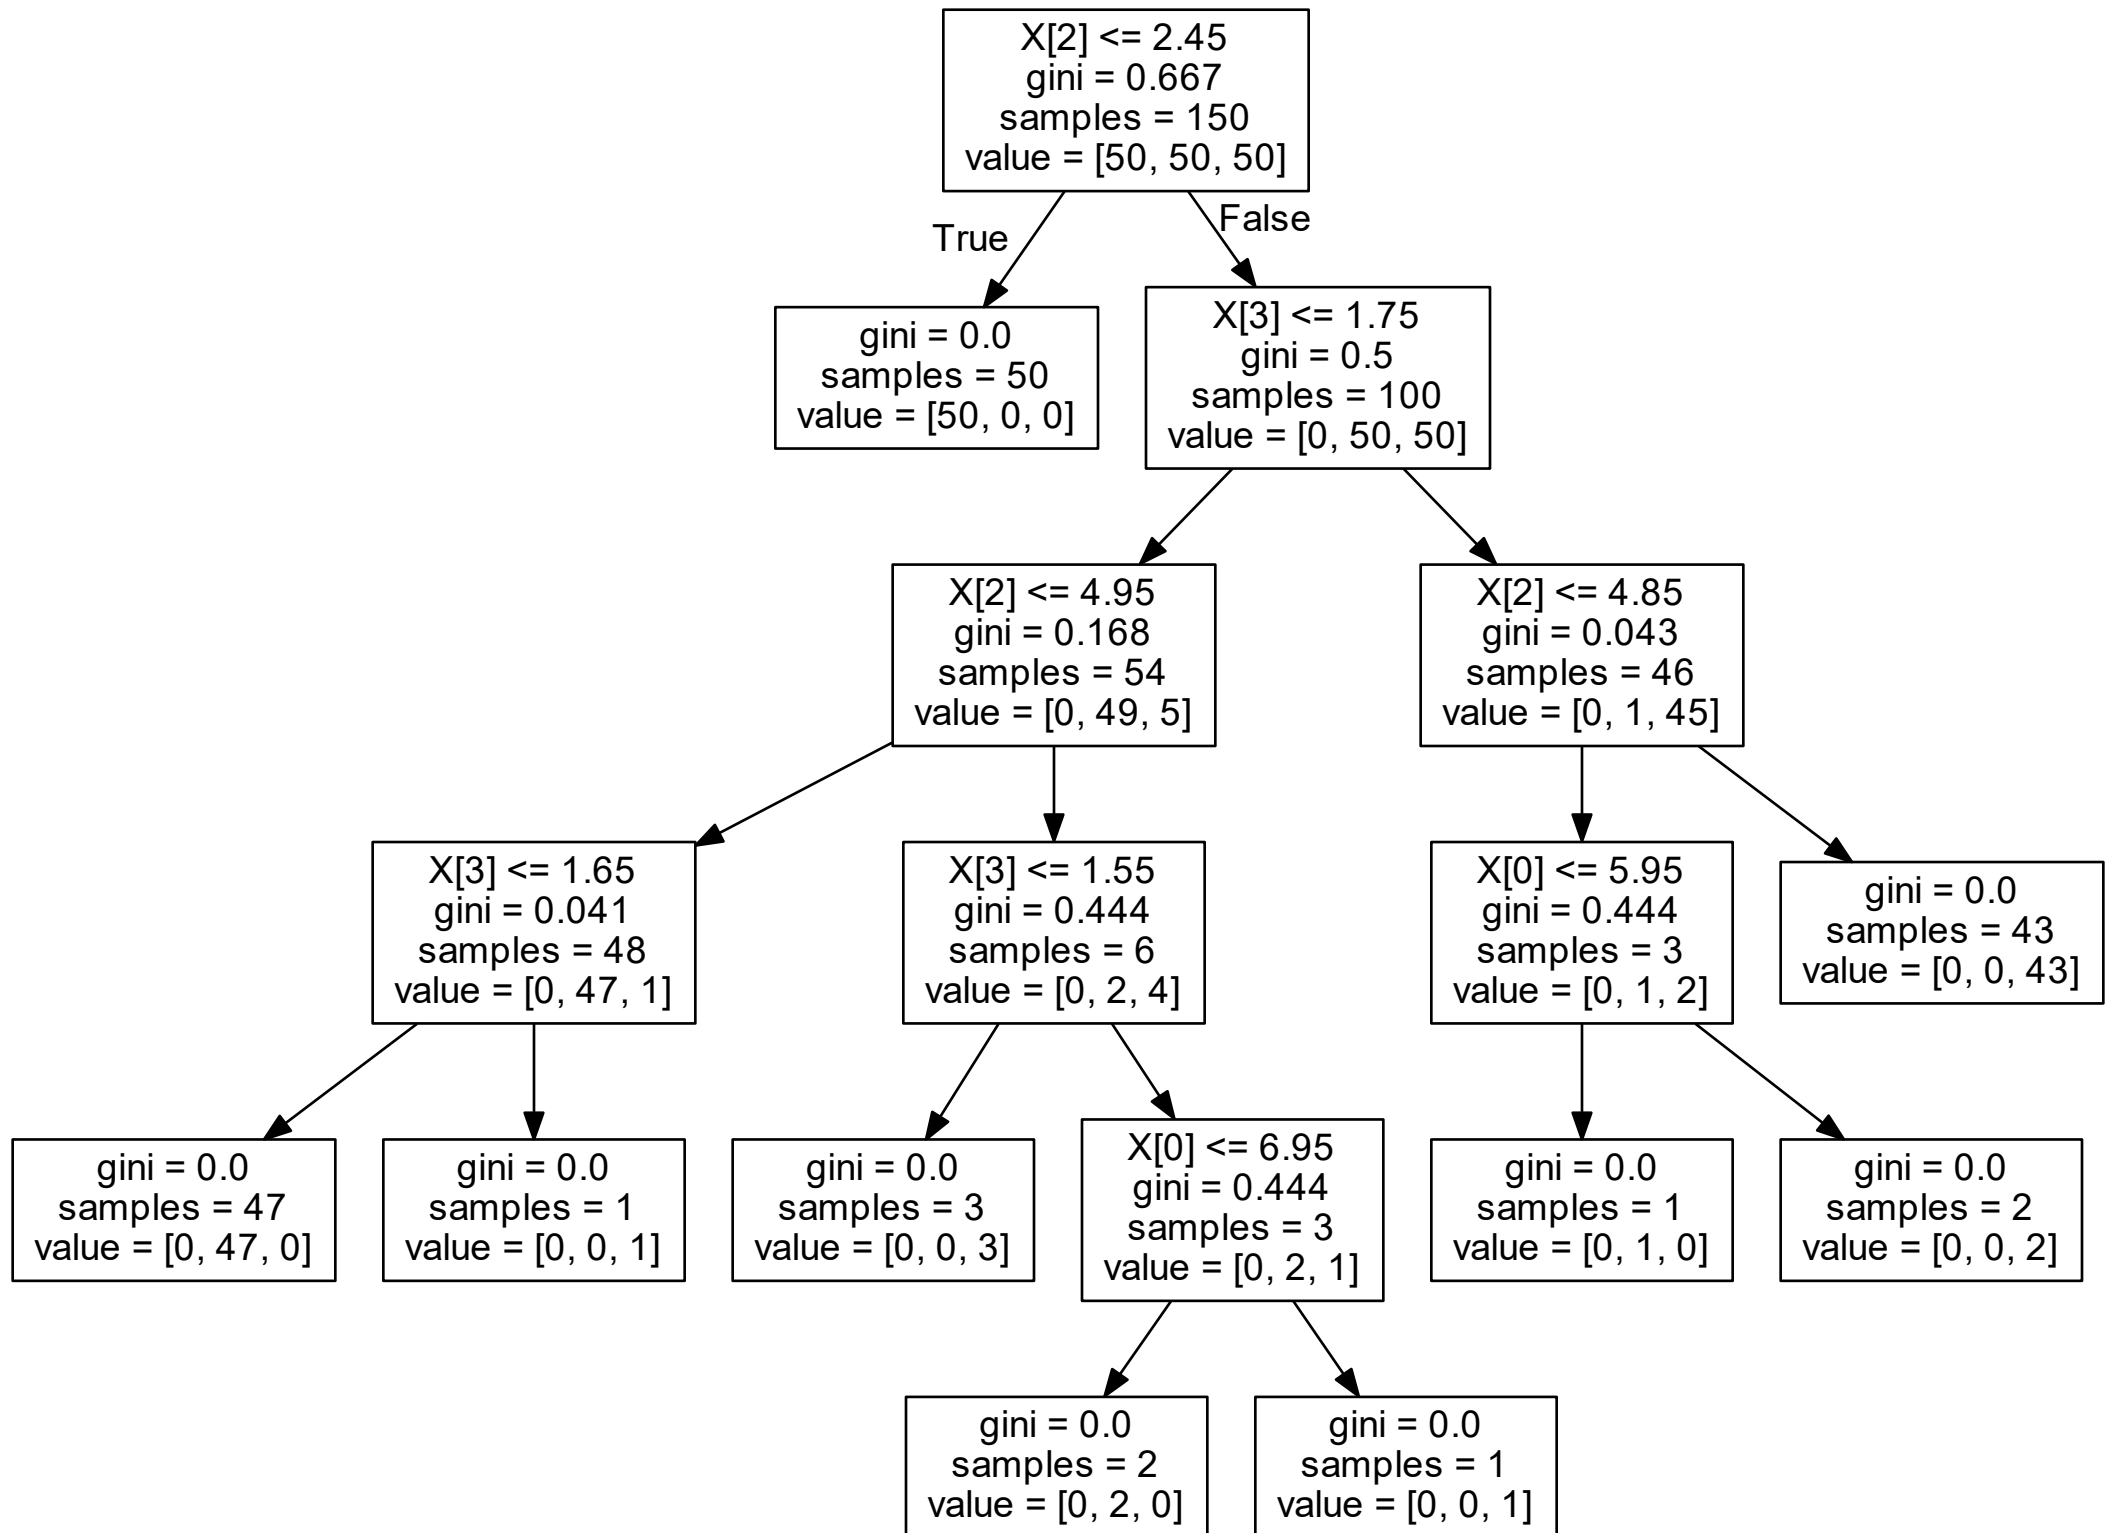 X[2] <= 2.45
gini = 0.667
samples = 150
value = [50, 50, 50]
True
False
gini = 0.0
samples = 50
value = [50, 0, 0]
X[3] <= 1.75
gini = 0.5
samples = 100
value = [0, 50, 50]
X[2] <= 4.95
gini = 0.168
samples = 54
value = [0, 49, 5]
X[2] <= 4.85
gini = 0.043
samples = 46
value = [0, 1, 45]
X[3] <= 1.65
gini = 0.041
samples = 48
value = [0, 47, 1]
X[3] <= 1.55
gini = 0.444
samples = 6
value = [0, 2, 4]
X[0] <= 5.95
gini = 0.444
samples = 3
value = [0, 1, 2]
gini = 0.0
samples = 43
value = [0, 0, 43]
gini = 0.0
samples = 47
value = [0, 47, 0]
gini = 0.0
samples = 1
value = [0, 0, 1]
gini = 0.0
samples = 3
value = [0, 0, 3]
X[0] <= 6.95
gini = 0.444
samples = 3
value = [0, 2, 1]
gini = 0.0
samples = 1
value = [0, 1, 0]
gini = 0.0
samples = 2
value = [0, 0, 2]
gini = 0.0
samples = 2
value = [0, 2, 0]
gini = 0.0
samples = 1
value = [0, 0, 1]